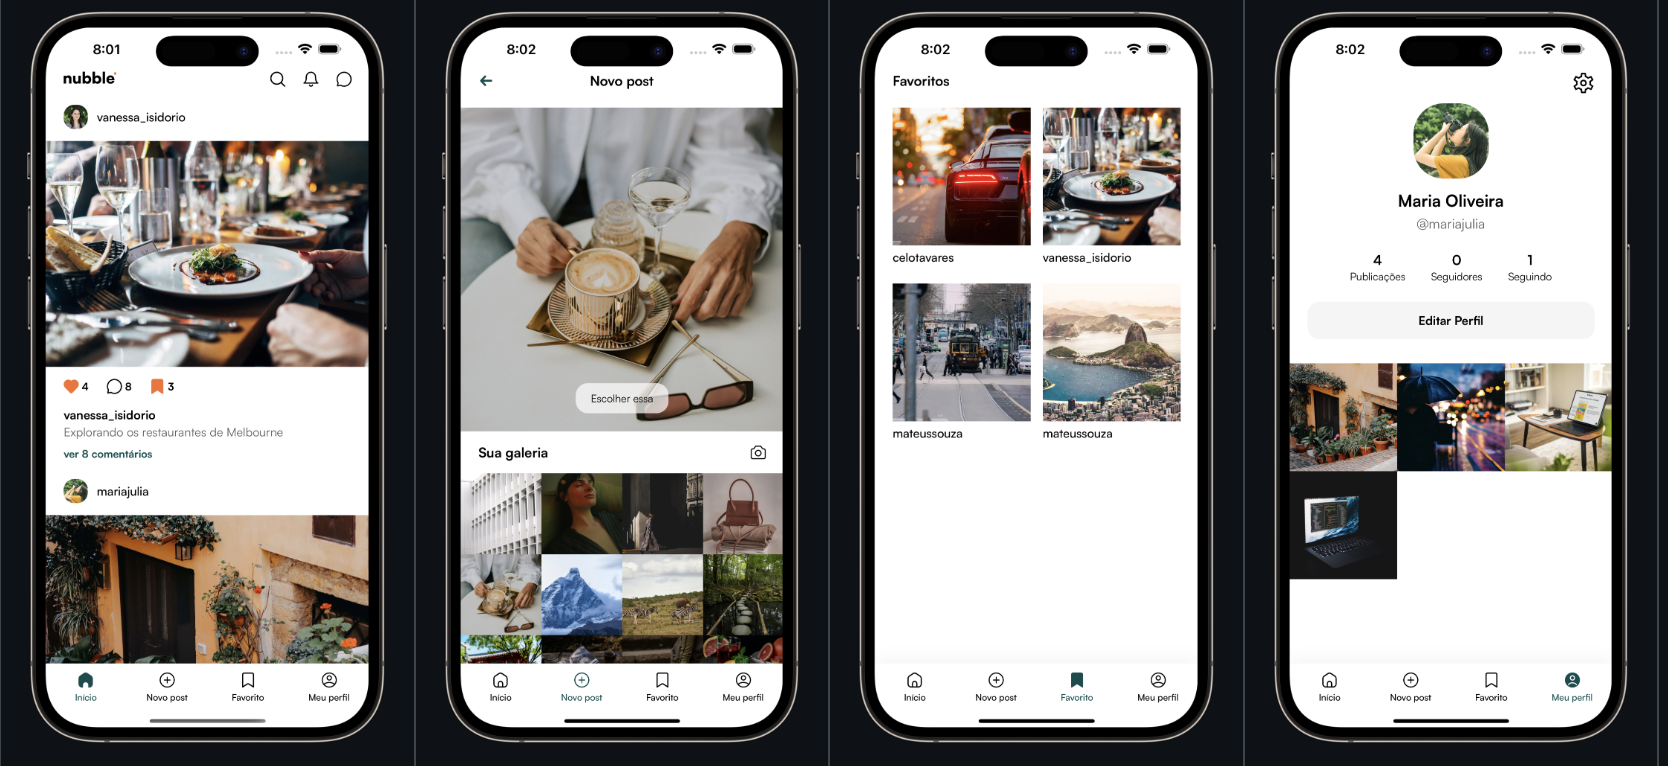 8:01
nubble
vanessa_isidorio
4 8 3
vanessa_isidorio
Explorando os restaurantes de Melbourne
ver 8 comentários
mariajulia
Início Novo post Favorito Meu perfil
8:02
Novo post
Escolher essa
Sua galeria
Início Novo post Favorito Meu perfil
8:02
Favoritos
celotavares vanessa_isidorio
mateussouza mateussouza
Início Novo post Favorito Meu perfil
8:02
Maria Oliveira
@mariajulia
4 0 1
Publicações Seguidores Seguindo
Editar Perfil
Início Novo post Favorito Meu perfil